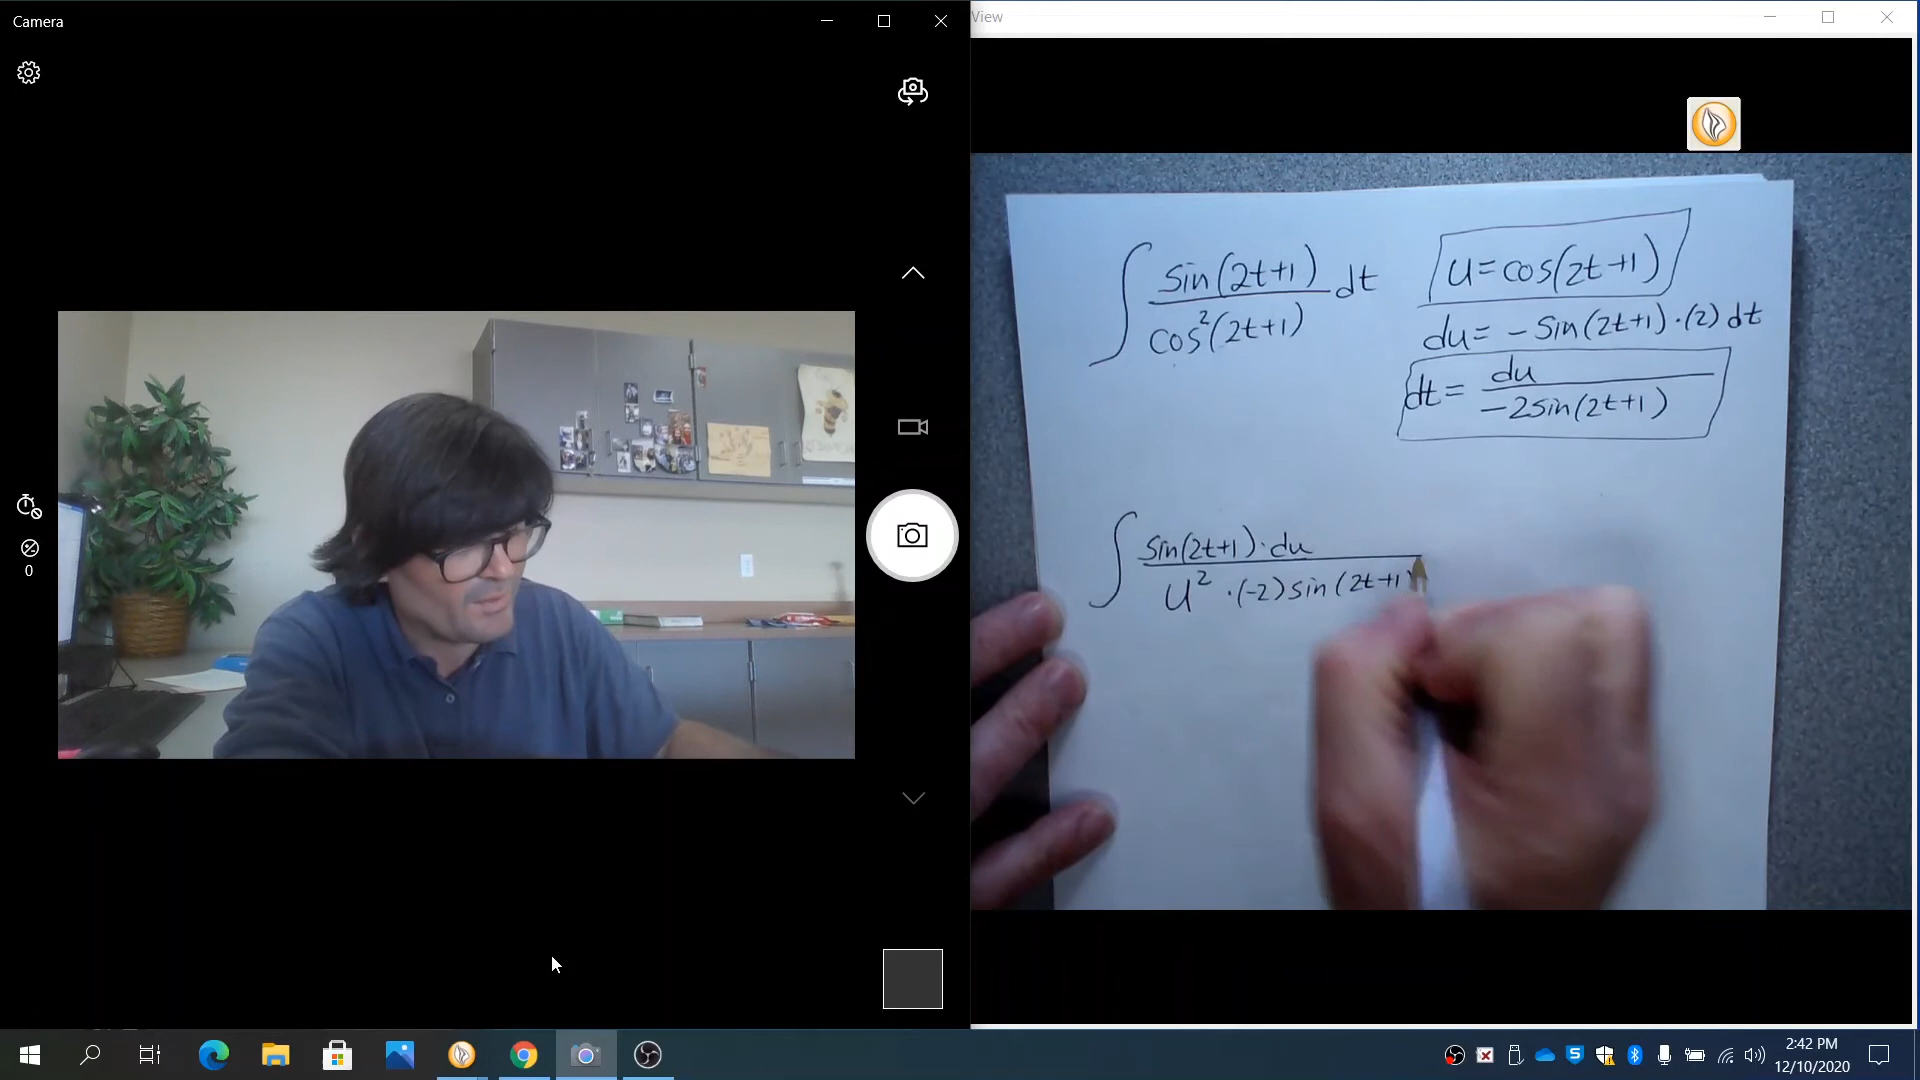 Camera
View
0
∫ sin(2t+1) / cos²(2t+1) dt
u=cos(2t+1)
du= -sin(2t+1)·(2) dt
dt= du / -2sin(2t+1)
∫ sin(2t+1)·du / u² ·(-2)sin(2t+1)
2:42 PM
12/10/2020